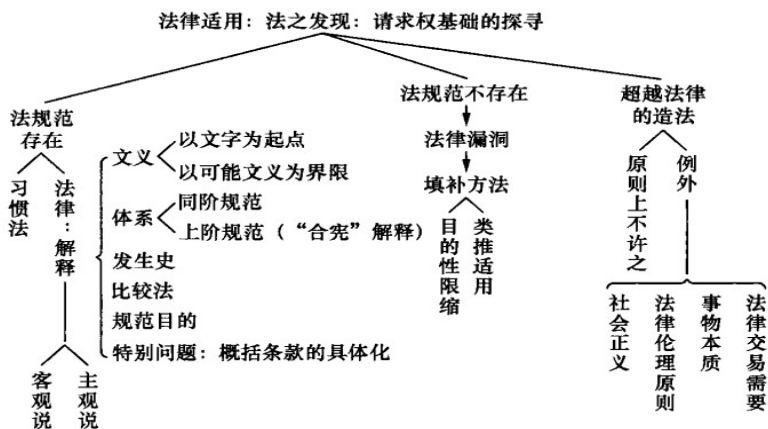 法律适用：法之发现：请求权基础的探寻
法规范
存在
习惯法
法律：解释
客观说
主观说
文义
以文字为起点
以可能文义为界限
体系
同阶规范
上阶规范（“合宪”解释）
发生史
比较法
规范目的
特别问题：概括条款的具体化
法规范不存在
法律漏洞
填补方法
目的性限缩
类推适用
超越法律
的造法
原则上不许之
例外
社会正义
法律伦理原则
事物本质
法律交易需要